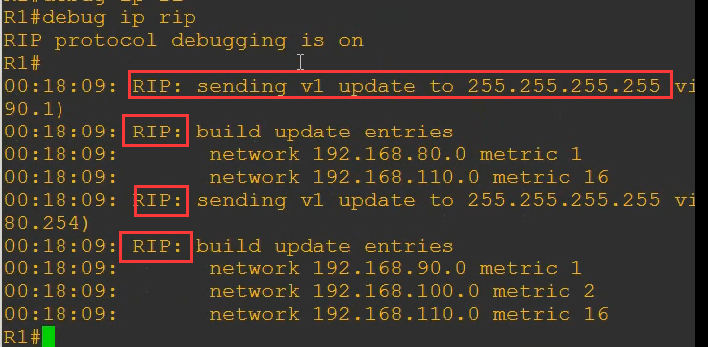 R1#debug ip rip
RIP protocol debugging is on
R1#
00:18:09: RIP: sending v1 update to 255.255.255.255 vi
90.1)
00:18:09: RIP: build update entries
00:18:09: network 192.168.80.0 metric 1
00:18:09: network 192.168.110.0 metric 16
00:18:09: RIP: sending v1 update to 255.255.255.255 vi
80.254)
00:18:09: RIP: build update entries
00:18:09: network 192.168.90.0 metric 1
00:18:09: network 192.168.100.0 metric 2
00:18:09: network 192.168.110.0 metric 16
R1#